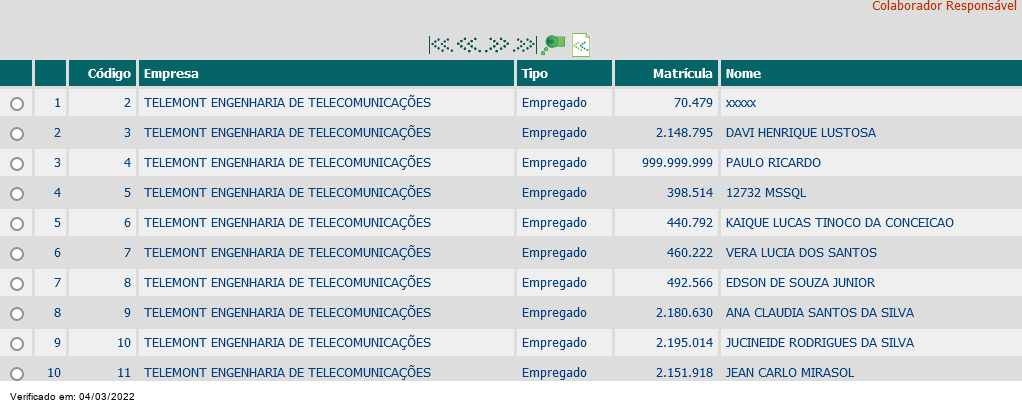 Colaborador Responsável
Código Empresa Tipo Matrícula Nome
1 2 TELEMONT ENGENHARIA DE TELECOMUNICAÇÕES Empregado 70.479 xxxxx
2 3 TELEMONT ENGENHARIA DE TELECOMUNICAÇÕES Empregado 2.148.795 DAVI HENRIQUE LUSTOSA
3 4 TELEMONT ENGENHARIA DE TELECOMUNICAÇÕES Empregado 999.999.999 PAULO RICARDO
4 5 TELEMONT ENGENHARIA DE TELECOMUNICAÇÕES Empregado 398.514 12732 MSSQL
5 6 TELEMONT ENGENHARIA DE TELECOMUNICAÇÕES Empregado 440.792 KAIQUE LUCAS TINOCO DA CONCEICAO
6 7 TELEMONT ENGENHARIA DE TELECOMUNICAÇÕES Empregado 460.222 VERA LUCIA DOS SANTOS
7 8 TELEMONT ENGENHARIA DE TELECOMUNICAÇÕES Empregado 492.566 EDSON DE SOUZA JUNIOR
8 9 TELEMONT ENGENHARIA DE TELECOMUNICAÇÕES Empregado 2.180.630 ANA CLAUDIA SANTOS DA SILVA
9 10 TELEMONT ENGENHARIA DE TELECOMUNICAÇÕES Empregado 2.195.014 JUCINEIDE RODRIGUES DA SILVA
10 11 TELEMONT ENGENHARIA DE TELECOMUNICAÇÕES Empregado 2.151.918 JEAN CARLO MIRASOL
Verificado em: 04/03/2022